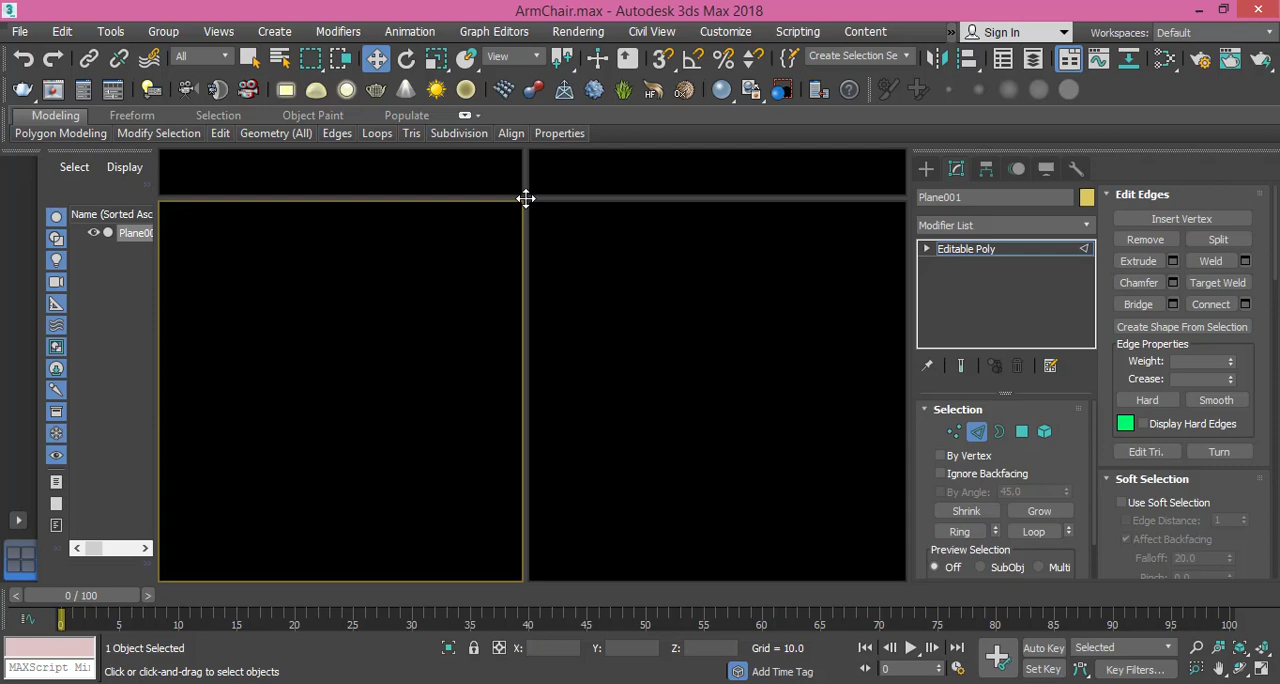 ArmChair.max - Autodesk 3ds Max 2018
File Edit Tools Group Views Create Modifiers Animation Graph Editors Rendering Civil View Customize Scripting Content » Sign In Workspaces: Default
All View Create Selection Se
Modeling Freeform Selection Object Paint Populate
Polygon Modeling Modify Selection Edit Geometry (All) Edges Loops Tris Subdivision Align Properties
Select Display
Name (Sorted Asc
Plane00
Plane001
Modifier List
Editable Poly
Selection
By Vertex
Ignore Backfacing
By Angle: 45.0
Shrink Grow
Ring Loop
Preview Selection
Off SubObj Multi
Edit Edges
Insert Vertex
Remove Split
Extrude Weld
Chamfer Target Weld
Bridge Connect
Create Shape From Selection
Edge Properties
Weight:
Crease:
Hard Smooth
Display Hard Edges
Edit Tri. Turn
Soft Selection
Use Soft Selection
Edge Distance: 1
Affect Backfacing
Falloff: 20.0
Pinch: 0.0
< 0 / 100 >
0 5 10 15 20 25 30 35 40 45 50 55 60 65 70 75 80 85 90 95 100
1 Object Selected X: Y: Z: Grid = 10.0 Auto Key Selected
MAXScript Mi: Click or click-and-drag to select objects Add Time Tag 0 Set Key Key Filters...